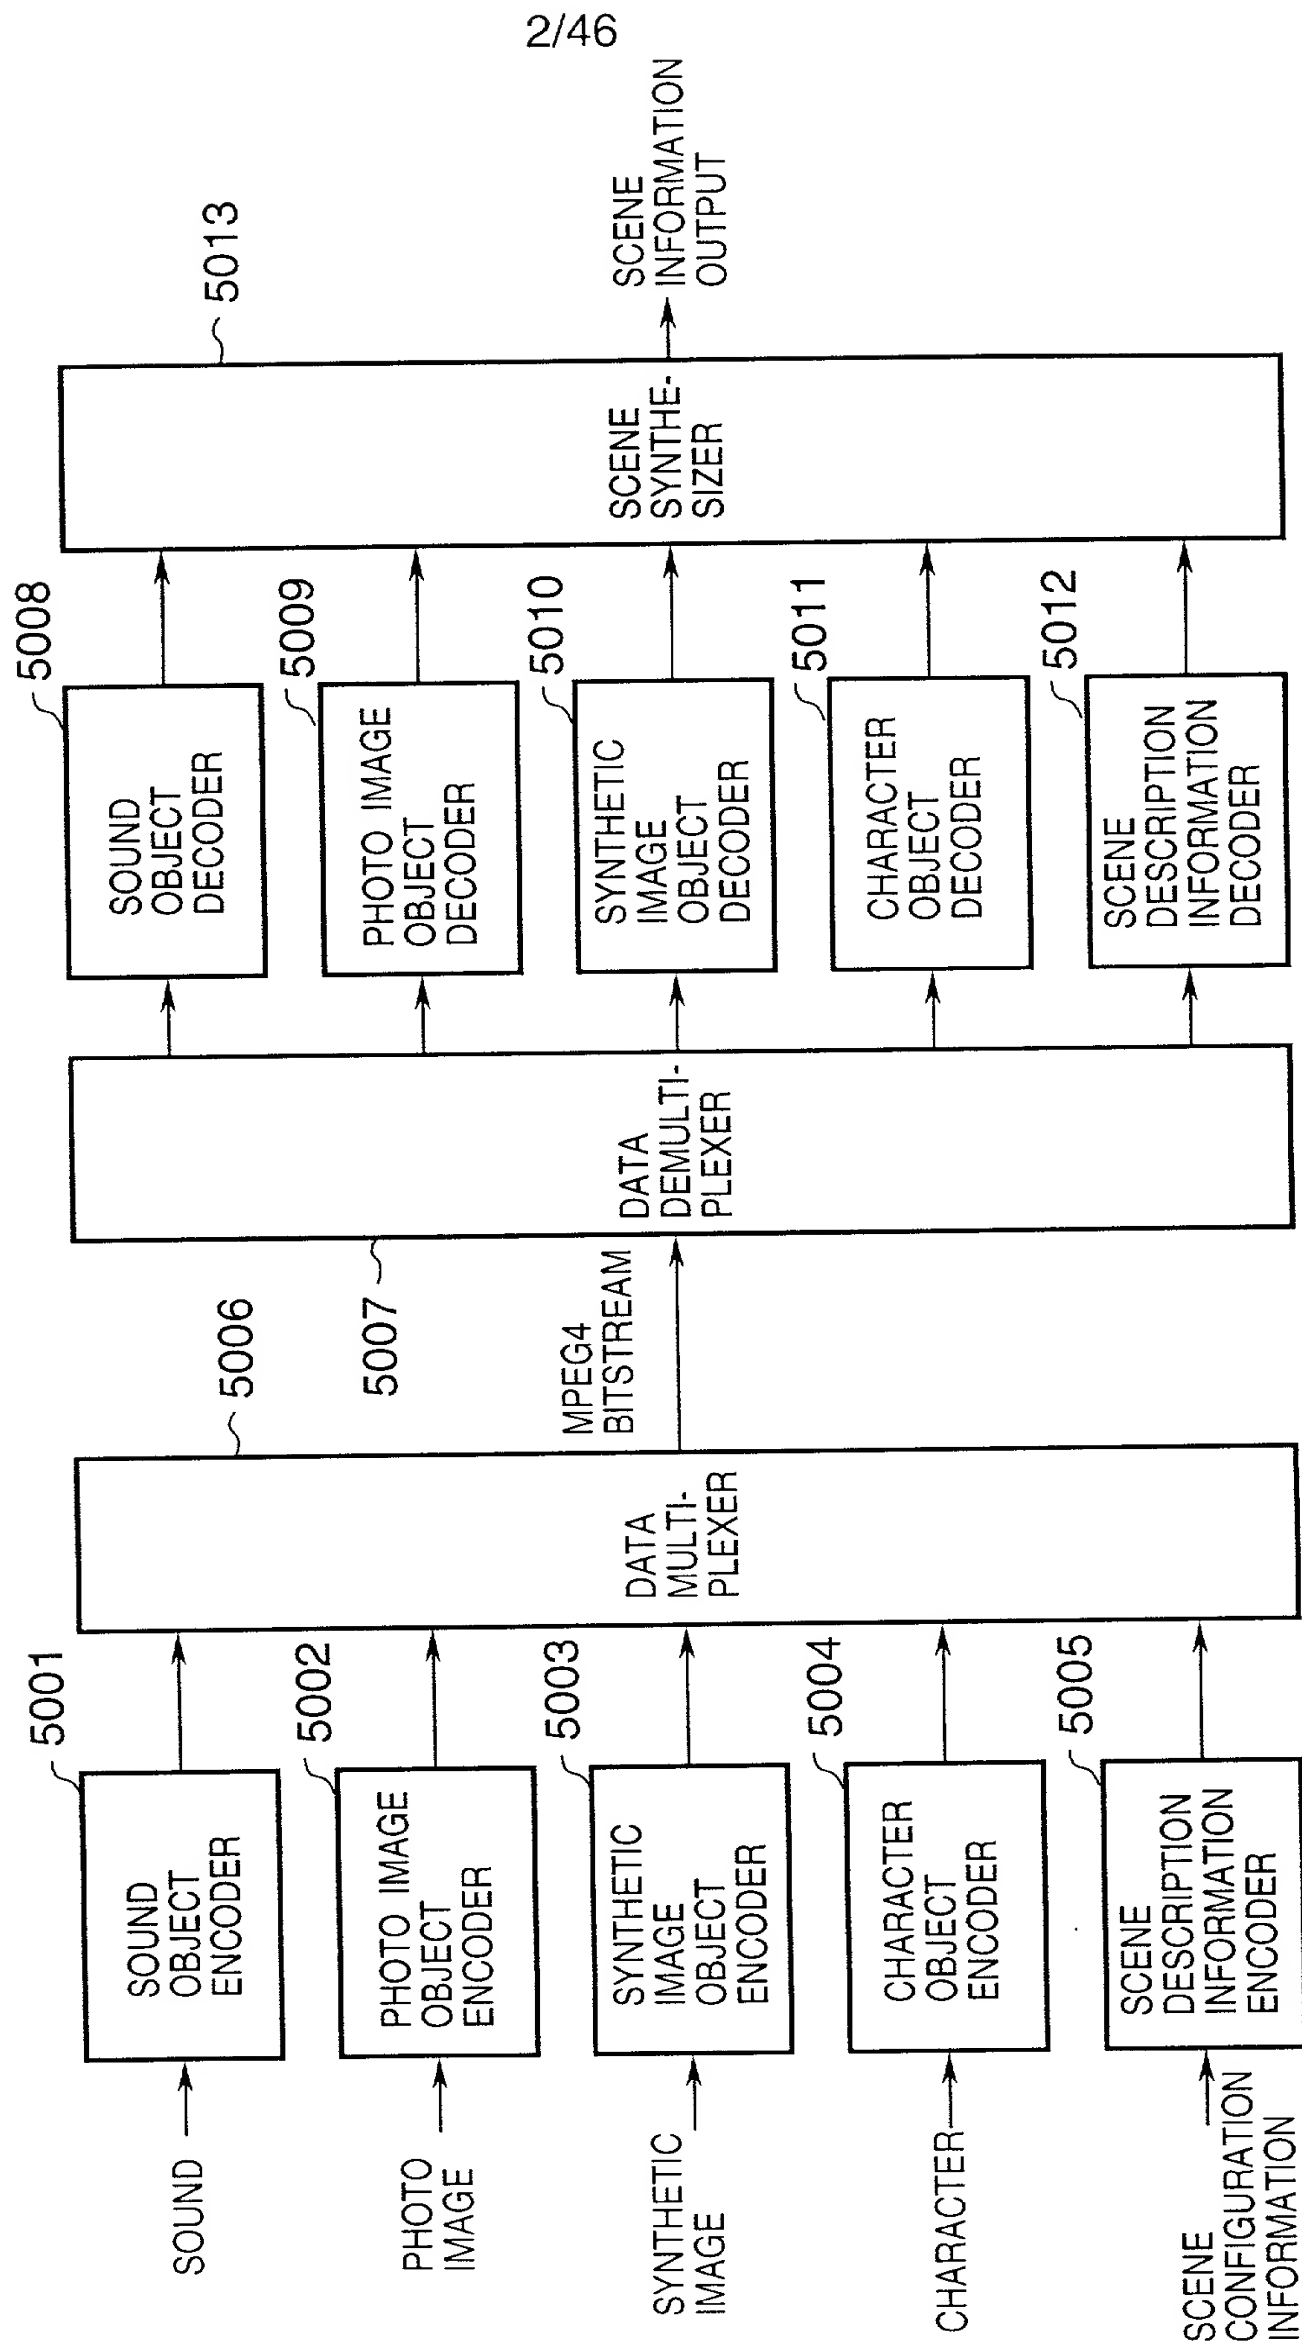 2/46
SOUND
PHOTO
IMAGE
SYNTHETIC
IMAGE
CHARACTER
SCENE
CONFIGURATION
INFORMATION
5001
SOUND
OBJECT
ENCODER
5002
PHOTO IMAGE
OBJECT
ENCODER
5003
SYNTHETIC
IMAGE
OBJECT
ENCODER
5004
CHARACTER
OBJECT
ENCODER
5005
SCENE
DESCRIPTION
INFORMATION
ENCODER
5006
DATA
MULTI-
PLEXER
MPEG4
BITSTREAM
5007
DATA
DEMULTI-
PLEXER
5008
SOUND
OBJECT
DECODER
5009
PHOTO IMAGE
OBJECT
DECODER
5010
SYNTHETIC
IMAGE
OBJECT
DECODER
5011
CHARACTER
OBJECT
DECODER
5012
SCENE
DESCRIPTION
INFORMATION
DECODER
5013
SCENE
SYNTHE-
SIZER
SCENE
INFORMATION
OUTPUT